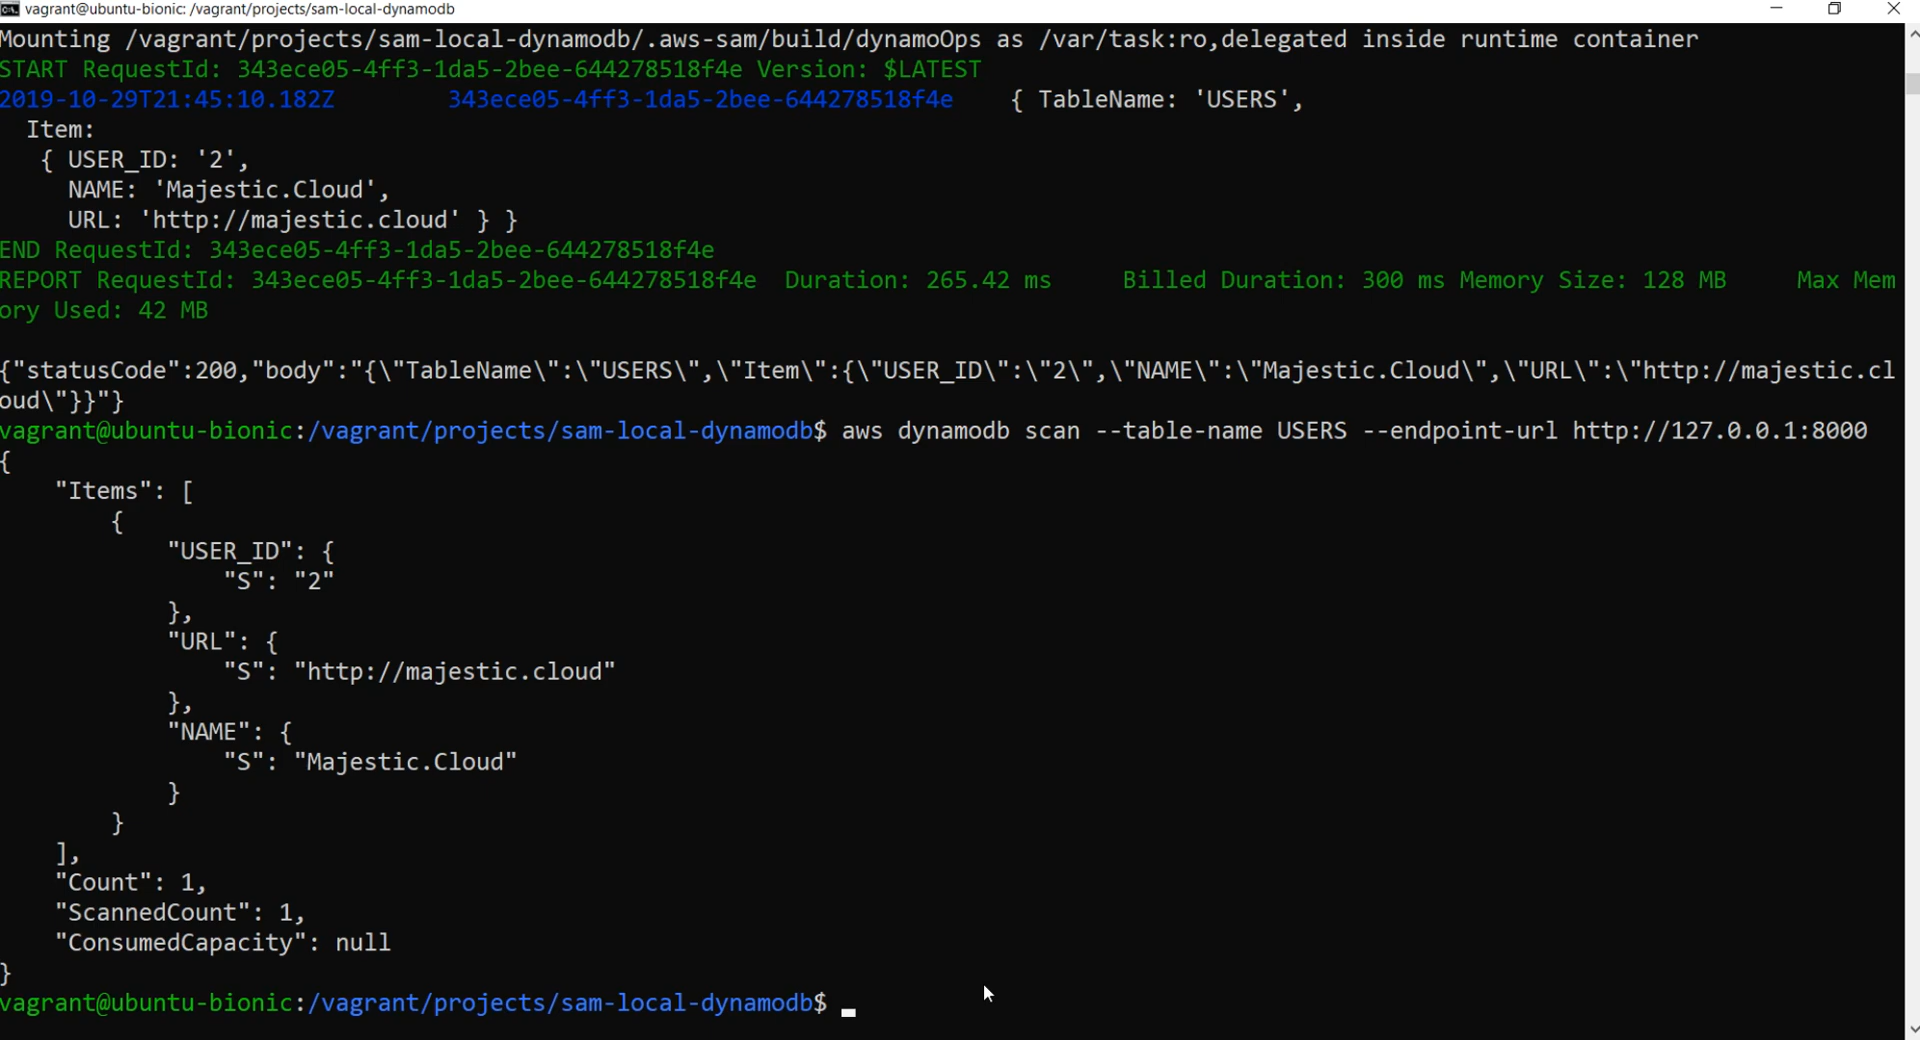 vagrant@ubuntu-bionic: /vagrant/projects/sam-local-dynamodb
Mounting /vagrant/projects/sam-local-dynamodb/.aws-sam/build/dynamoOps as /var/task:ro,delegated inside runtime container
START RequestId: 343ece05-4ff3-1da5-2bee-644278518f4e Version: $LATEST
2019-10-29T21:45:10.182Z        343ece05-4ff3-1da5-2bee-644278518f4e    { TableName: 'USERS',
  Item:
   { USER_ID: '2',
     NAME: 'Majestic.Cloud',
     URL: 'http://majestic.cloud' } }
END RequestId: 343ece05-4ff3-1da5-2bee-644278518f4e
REPORT RequestId: 343ece05-4ff3-1da5-2bee-644278518f4e  Duration: 265.42 ms     Billed Duration: 300 ms Memory Size: 128 MB     Max Mem
ory Used: 42 MB
{"statusCode":200,"body":"{\"TableName\":\"USERS\",\"Item\":{\"USER_ID\":\"2\",\"NAME\":\"Majestic.Cloud\",\"URL\":\"http://majestic.cl
oud\"}}"}
vagrant@ubuntu-bionic:/vagrant/projects/sam-local-dynamodb$ aws dynamodb scan --table-name USERS --endpoint-url http://127.0.0.1:8000
{
    "Items": [
        {
            "USER_ID": {
                "S": "2"
            },
            "URL": {
                "S": "http://majestic.cloud"
            },
            "NAME": {
                "S": "Majestic.Cloud"
            }
        }
    ],
    "Count": 1,
    "ScannedCount": 1,
    "ConsumedCapacity": null
}
vagrant@ubuntu-bionic:/vagrant/projects/sam-local-dynamodb$